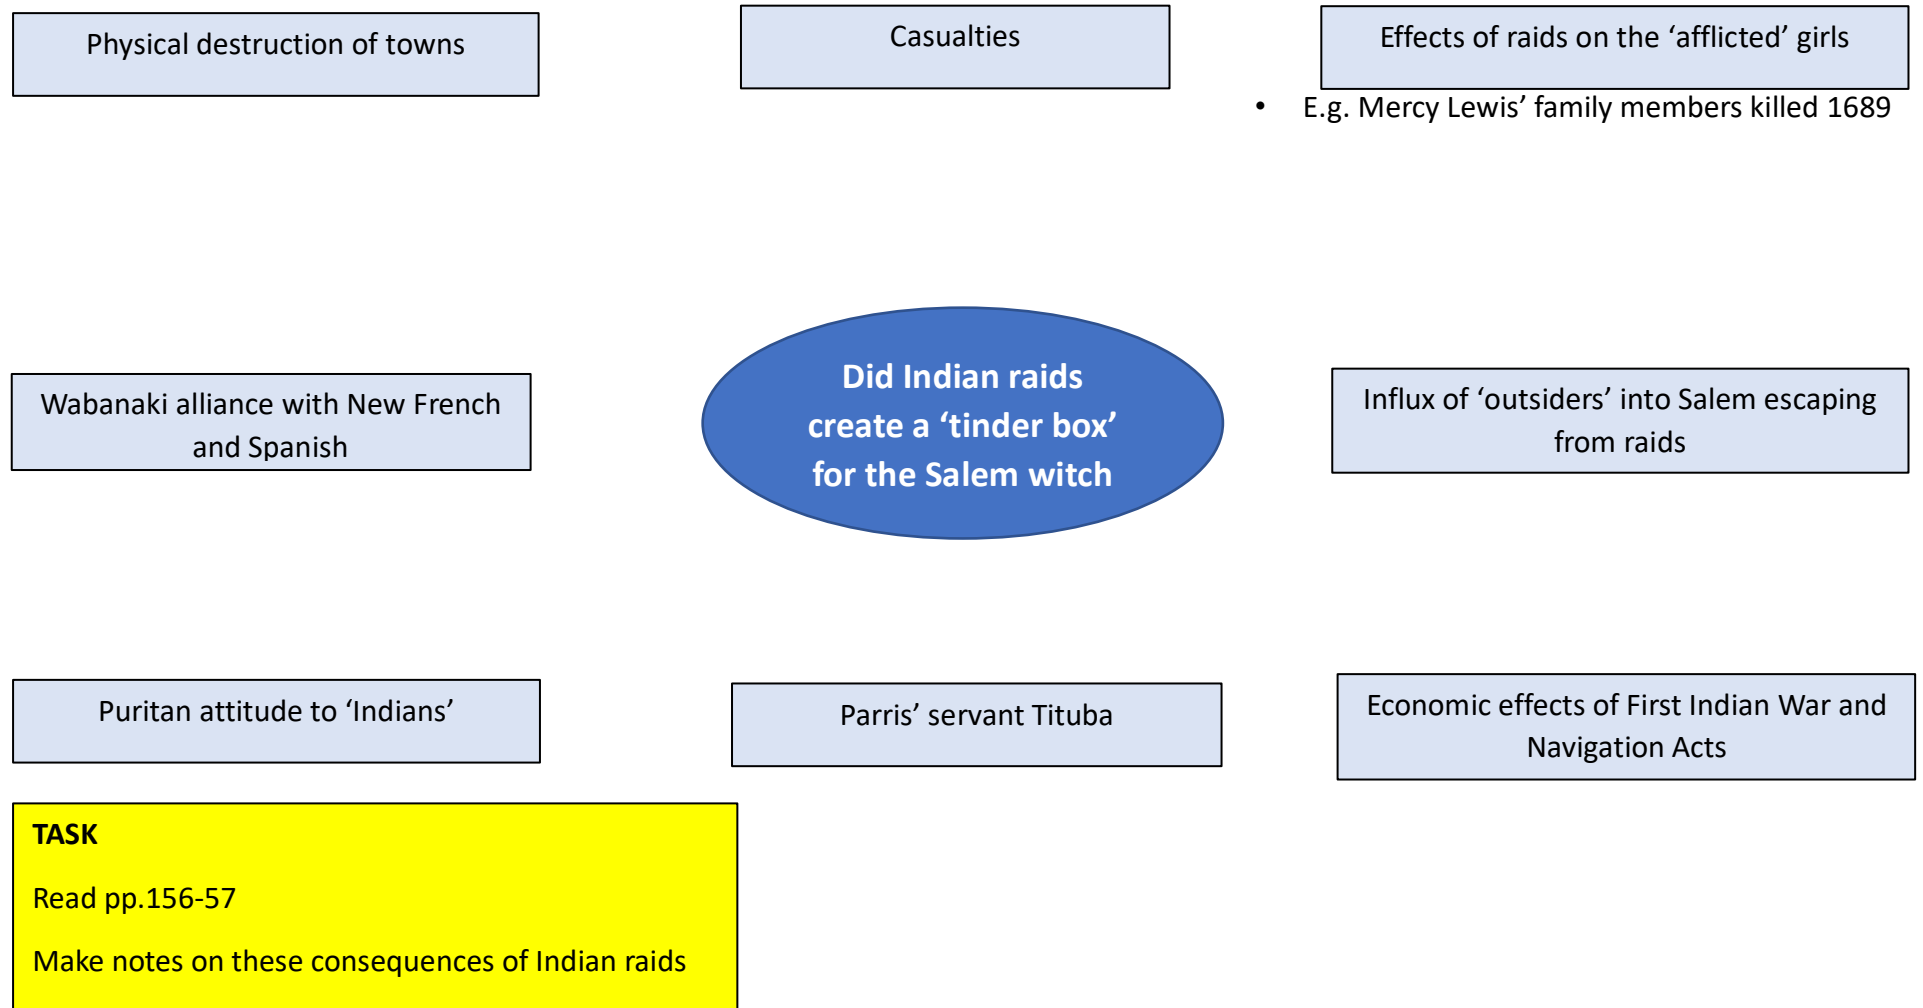 Physical destruction of towns
Casualties
Effects of raids on the ‘afflicted’ girls
• E.g. Mercy Lewis’ family members killed 1689
Wabanaki alliance with New French
and Spanish
Did Indian raids
create a ‘tinder box’
for the Salem witch
Influx of ‘outsiders’ into Salem escaping
from raids
Puritan attitude to ‘Indians’
Parris’ servant Tituba
Economic effects of First Indian War and
Navigation Acts
TASK
Read pp.156-57
Make notes on these consequences of Indian raids